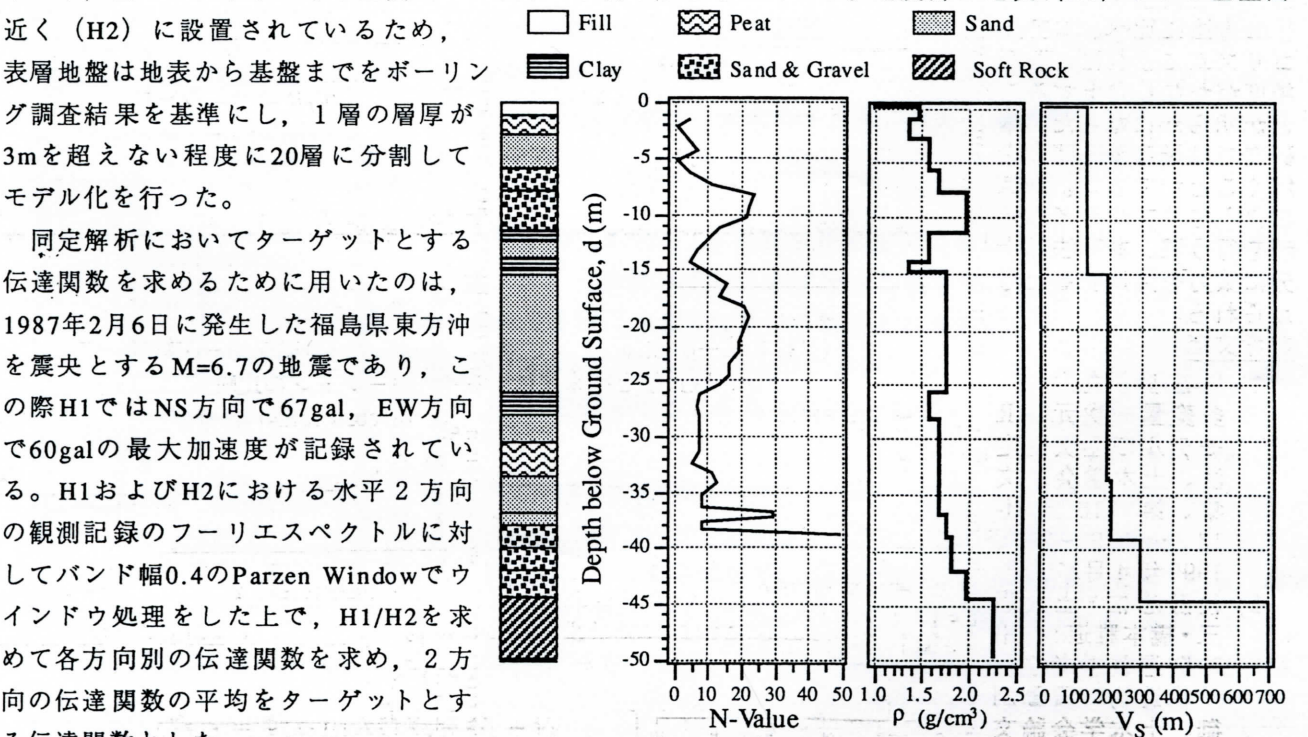 近く（H2）に設置されているため，
表層地盤は地表から基盤までをボーリン
グ調査結果を基準にし，1層の層厚が
3mを超えない程度に20層に分割して
モデル化を行った。
同定解析においてターゲットとする
伝達関数を求めるために用いたのは，
1987年2月6日に発生した福島県東方沖
を震央とするM=6.7の地震であり，こ
の際H1ではNS方向で67gal，EW方向
で60galの最大加速度が記録されてい
る。H1およびH2における水平2方向
の観測記録のフーリエスペクトルに対
してバンド幅0.4のParzen Windowでウ
インドウ処理をした上で，H1/H2を求
めて各方向別の伝達関数を求め，2方
向の伝達関数の平均をターゲットとす
Fill Peat Sand
Clay Sand & Gravel Soft Rock
Depth below Ground Surface, d (m)
0
-5
-10
-15
-20
-25
-30
-35
-40
-45
-50
0 10 20 30 40 50
N-Value
1.0 1.5 2.0 2.5
ρ (g/cm³)
0 100 200 300 400 500 600 700
V_S (m)